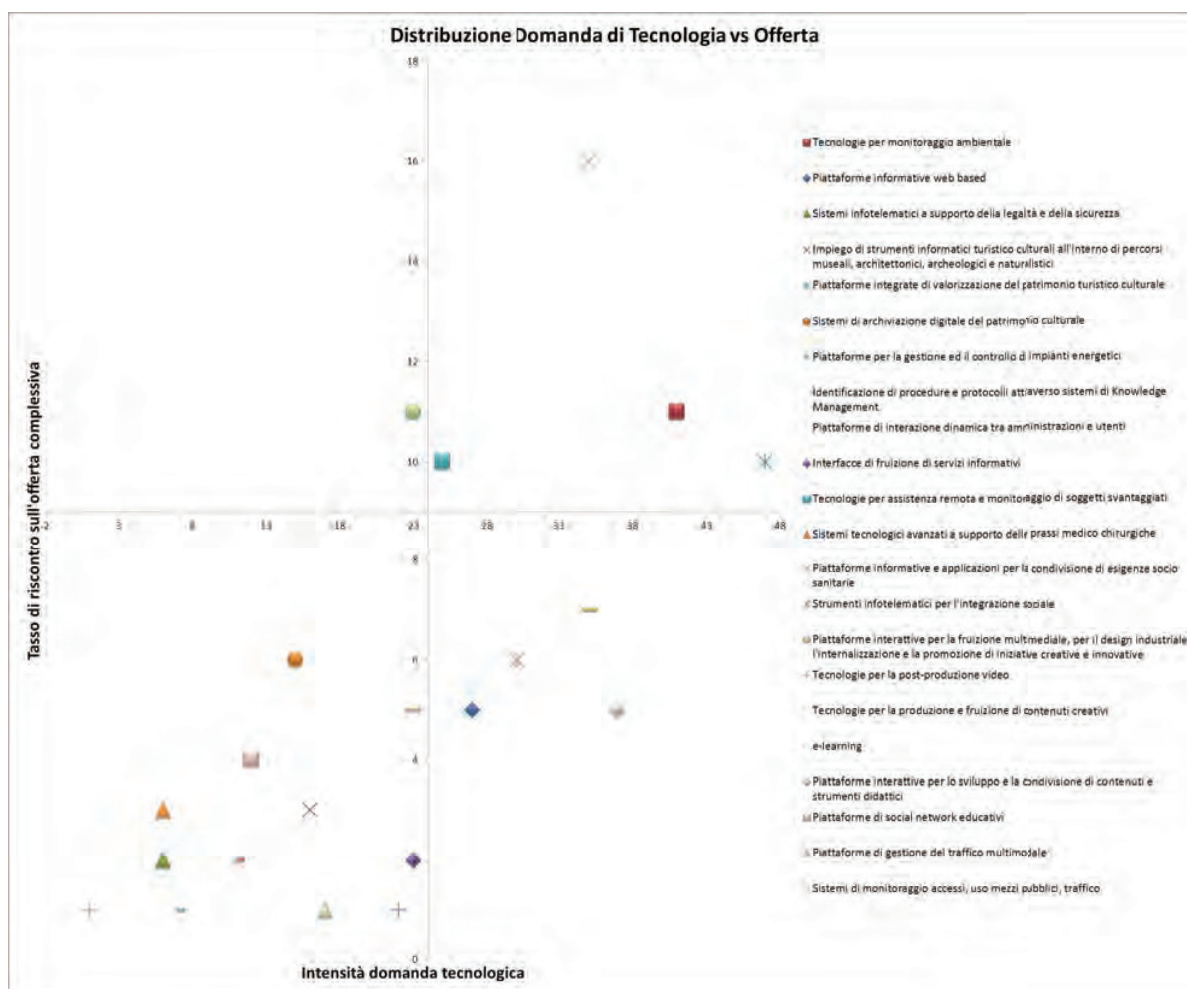 Distribuzione Domanda di Tecnologia vs Offerta
18
16
14
12
10
8
6
4
2
0
-2
3
8
13
18
23
28
33
38
43
48
Tasso di riscontro sull'offerta complessiva
Intensità domanda tecnologica
Tecnologie per monitoraggio ambientale
Piattaforme informative web based
Sistemi infotelematici a supporto della legaltà e della sicurezza
Impiego di strumenti informatici turistico culturali all'interno di percorsi
museali, architettonici, archeologici e naturalistici
Piattaforme integrate di valorizzazione del patrimonio turistico culturale
Sistemi di archiviazione digitale del patrimonio culturale
Piattaforme per la gestione ed il controllo di impianti energetici
Identificazione di procedure e protocolli attraverso sistemi di Knowledge
Management
Piattaforme di interazione dinamica tra amministrazioni e utenti
Interfacce di fruizione di servizi informativi
Tecnologie per assistenza remota e monitoraggio di soggetti svantaggiati
Sistemi tecnologici avanzati a supporto delle prassi medico chirurgiche
Piattaforme informative e applicazioni per la condivisione di esigenze socio
sanitarie
Strumenti infotelematici per l'integrazione sociale
Piattaforme interattive per la fruizione multimediale, per il design industriale
l'internalizzazione e la promozione di iniziative creative e innovative
Tecnologie per la post-produzione video
Tecnologie per la produzione e fruizione di contenuti creativi
e-learning
Piattaforme interattive per lo sviluppo e la condivisione di contenuti e
strumenti didattici
Piattaforme di social network educativi
Piattaforme di gestione del traffico multimodale
Sistemi di monitoraggio accessi, uso mezzi pubblici, traffico